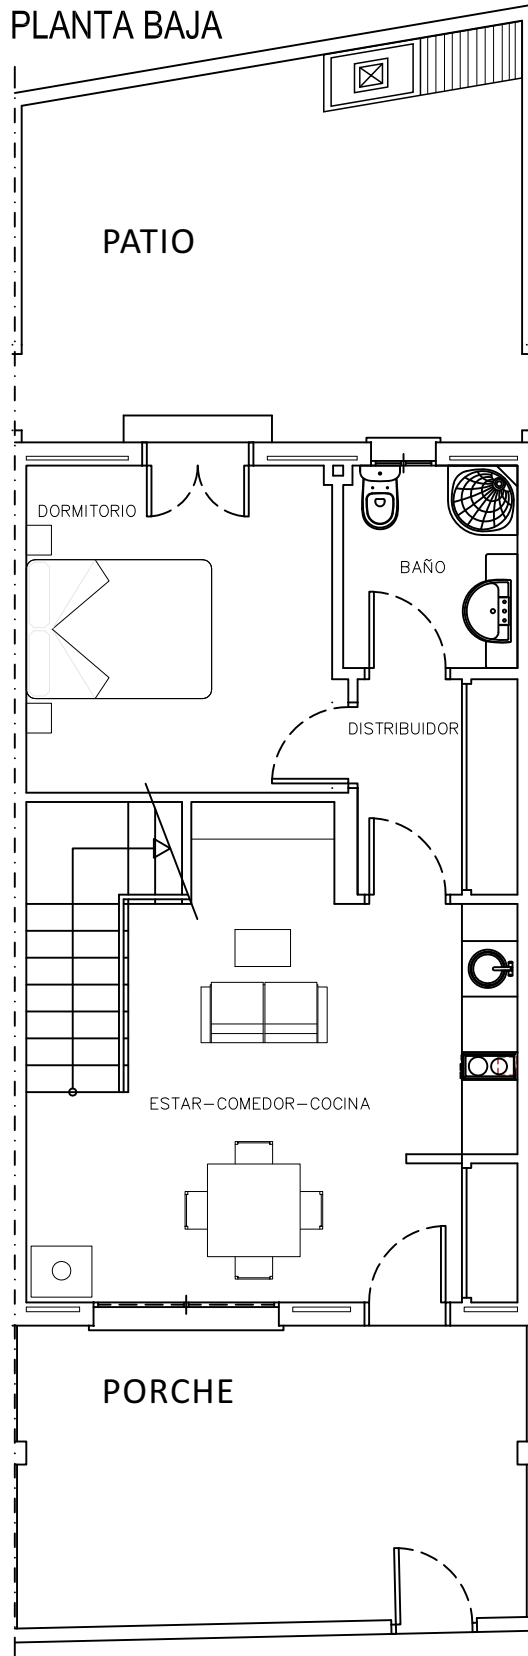 PLANTA BAJA
PATIO
DORMITORIO
BAÑO
DISTRIBUIDOR
ESTAR-COMEDOR-COCINA
PORCHE